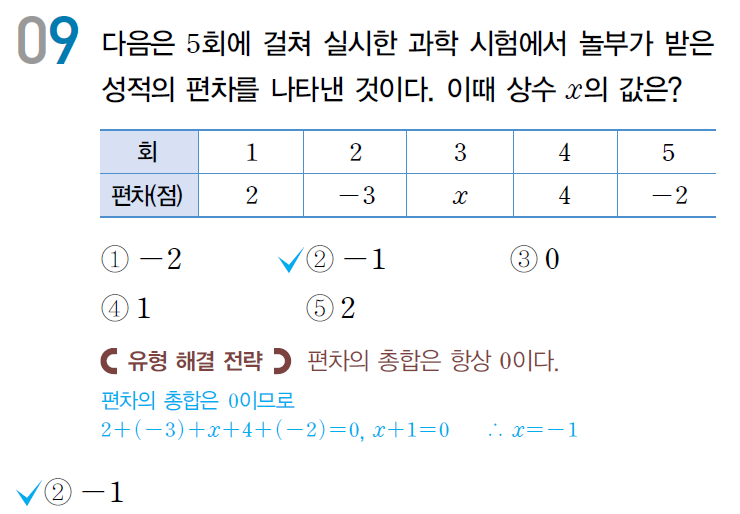 09 다음은 5회에 걸쳐 실시한 과학 시험에서 놀부가 받은
성적의 편차를 나타낸 것이다. 이때 상수 x의 값은?
회 1 2 3 4 5
편차(점) 2 −3 x 4 −2
① −2 ✓② −1 ③ 0
④ 1 ⑤ 2
유형 해결 전략 편차의 총합은 항상 0이다.
편차의 총합은 0이므로
2+(−3)+x+4+(−2)=0, x+1=0 ∴ x=−1
✓② −1